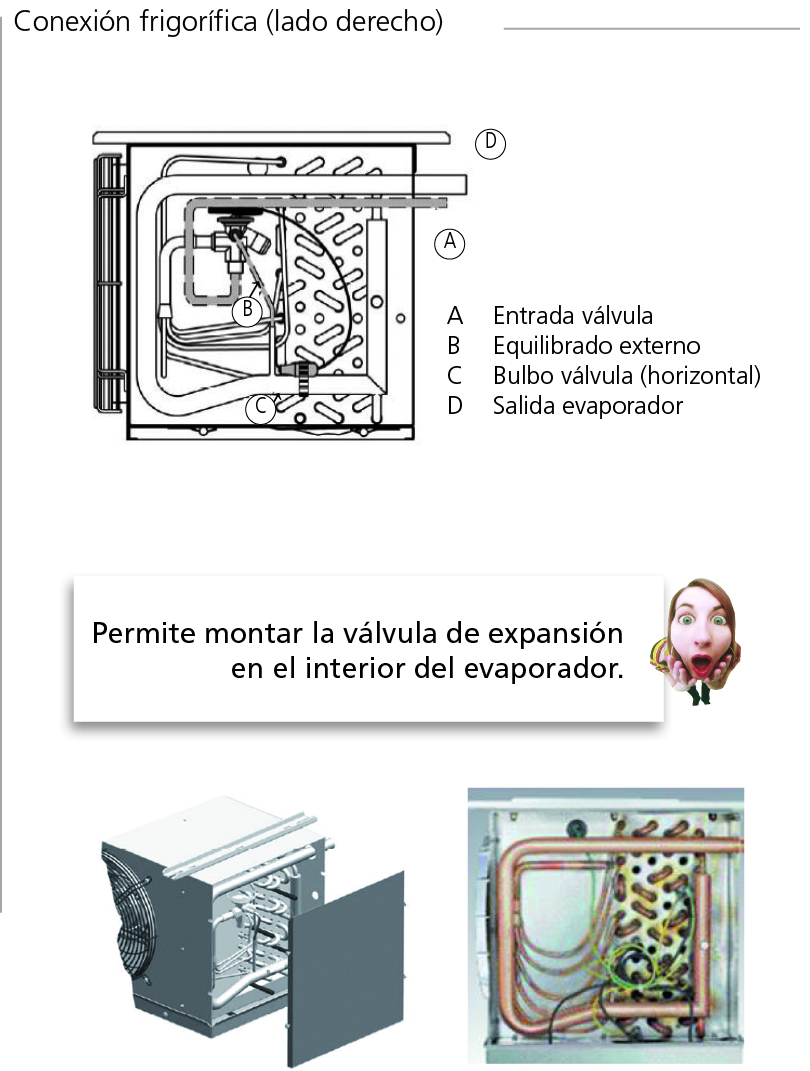 Conexión frigorífica (lado derecho)
D
A
B
C
A Entrada válvula
B Equilibrado externo
C Bulbo válvula (horizontal)
D Salida evaporador
Permite montar la válvula de expansión
en el interior del evaporador.